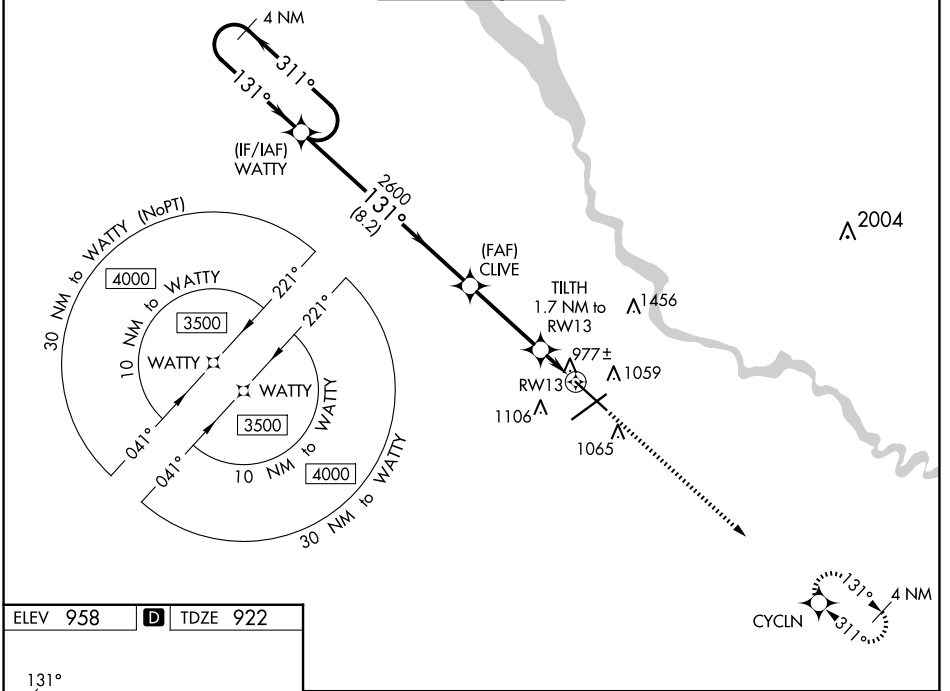 4 NM
311°
131°
(IF/IAF)
WATTY
2600
131°
(8.2)
(FAF)
CLIVE
TILTH
1.7 NM to
RW13
2004
1456
977±
RW13
1059
1106
1065
30 NM to WATTY (NoPT)
4000
10 NM to WATTY
3500
221°
WATTY
041°
221°
WATTY
3500
041°
10 NM to WATTY
4000
30 NM to WATTY
131°
4 NM
311°
CYCLN
ELEV 958 D TDZE 922
131°